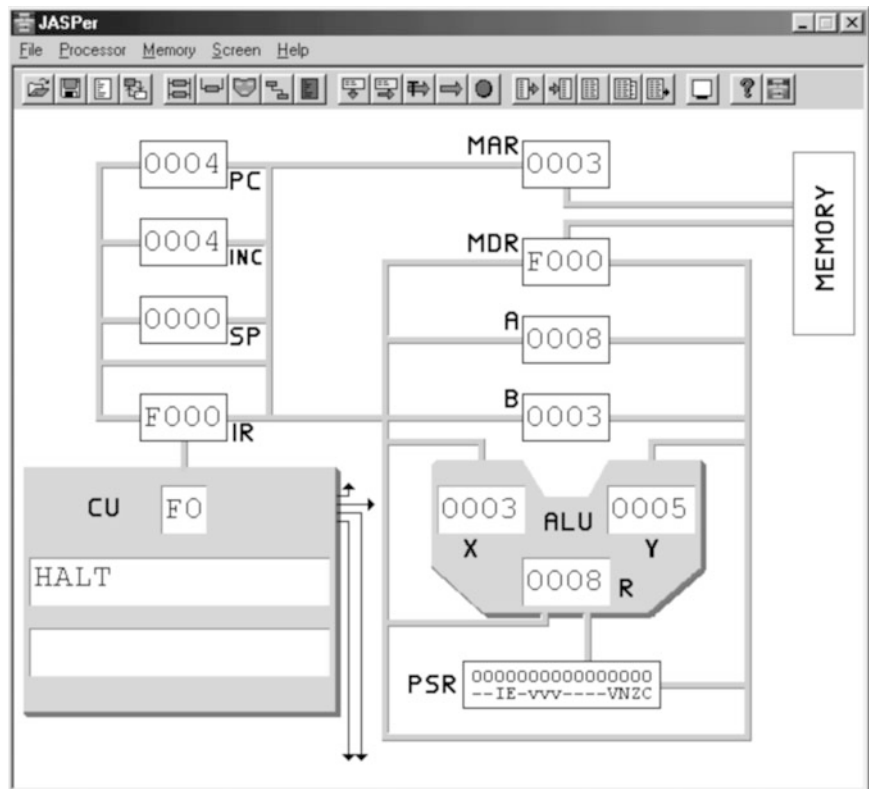 JASPer
File Processor Memory Screen Help
0004 PC
MAR 0003
MEMORY
0004 INC
MDR F000
0000 SP
A 0008
F000 IR
B 0003
CU F0
0003 X
ALU
0005 Y
HALT
0008 R
PSR 0000000000000000
--IE-vvv----VNZC